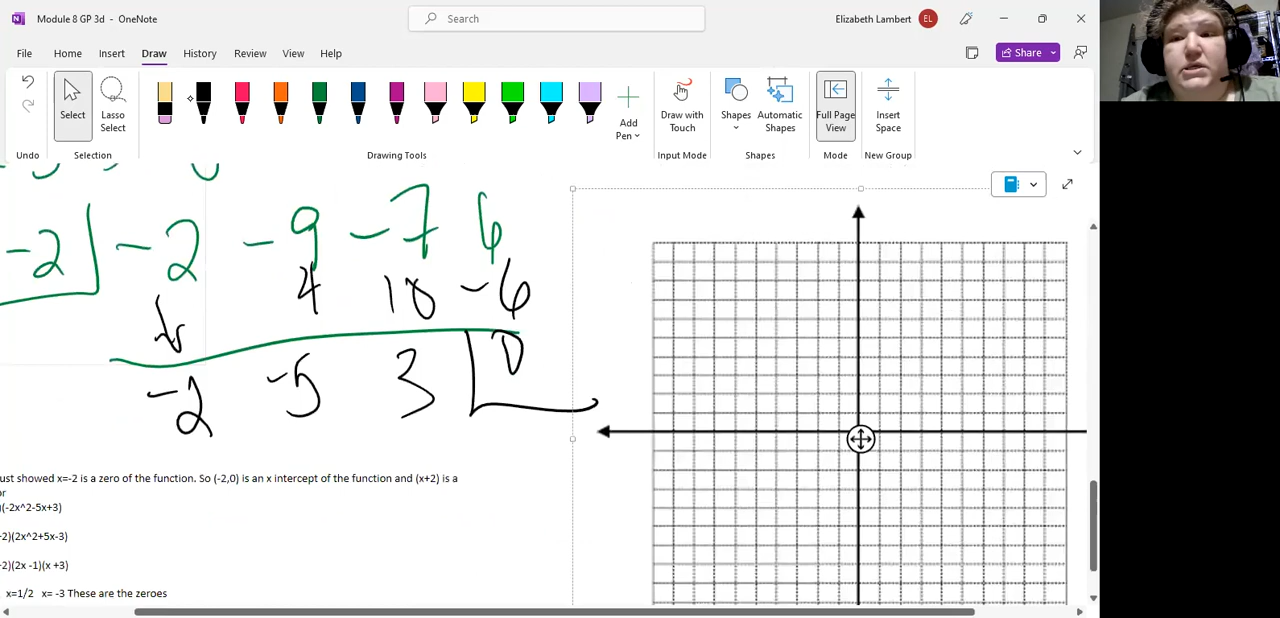 Module 8 GP 3d - OneNote
Search
Elizabeth Lambert EL
File Home Insert Draw History Review View Help
Share
Undo
Select
Lasso Select
Add Pen
Draw with Touch
Shapes
Automatic Shapes
Full Page View
Insert Space
Selection
Drawing Tools
Input Mode
Shapes
Mode
New Group
-2 -2 -9 -7 6
4 10 -6
-2 -5 3 0
ust showed x=-2 is a zero of the function. So (-2,0) is an x intercept of the function and (x+2) is a
or
)(-2x^2-5x+3)
-2)(2x^2+5x-3)
-2)(2x -1)(x +3)
x=1/2 x= -3 These are the zeroes